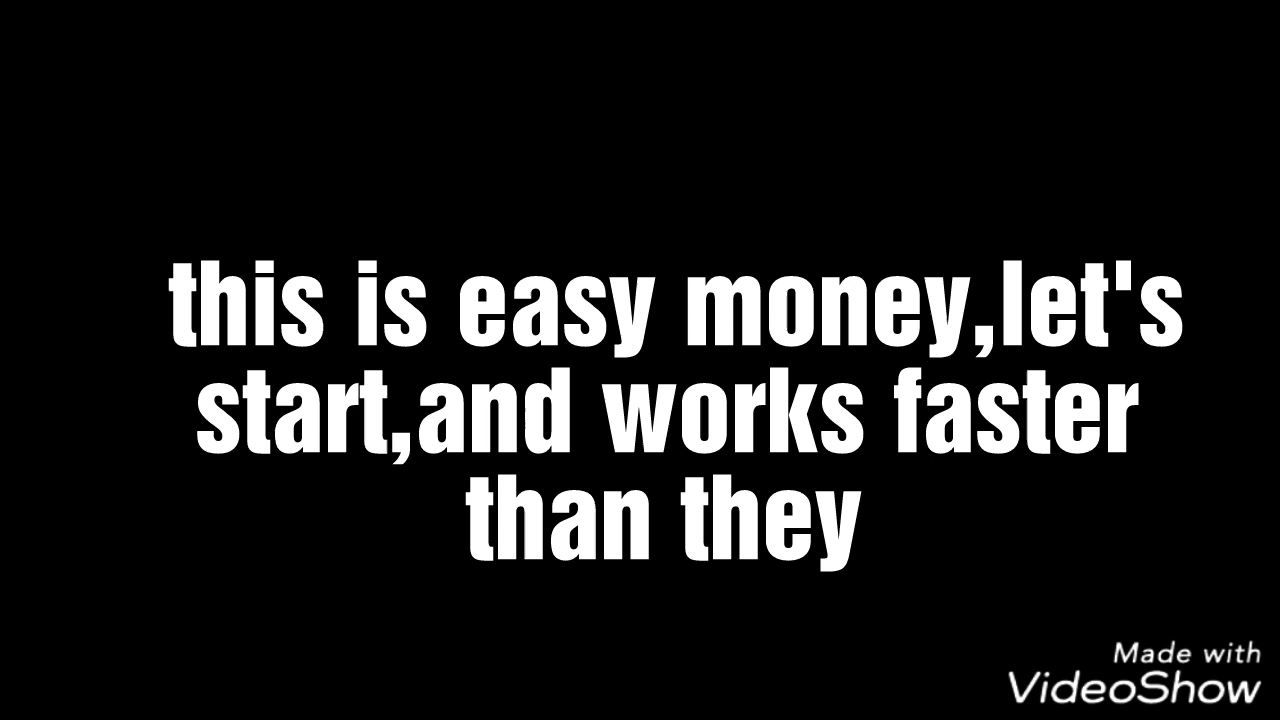 this is easy money,let's
start,and works faster
than they
Made with
VideoShow